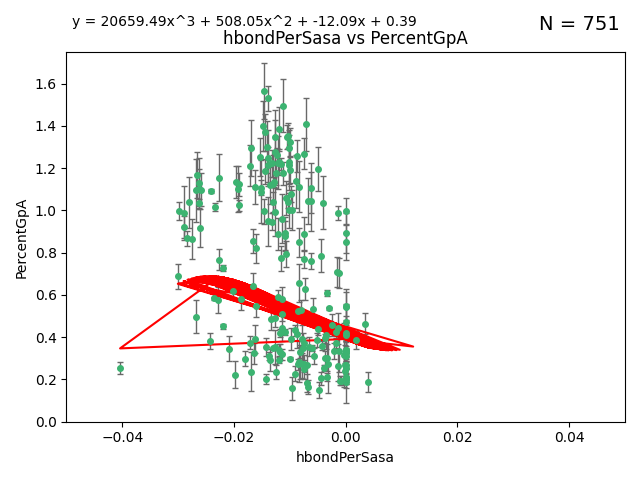 y = 20659.49x^3 + 508.05x^2 + -12.09x + 0.39
N = 751
hbondPerSasa vs PercentGpA
1.6
1.4
1.2
1.0
0.8
0.6
0.4
0.2
0.0
PercentGpA
−0.04 −0.02 0.00 0.02 0.04
hbondPerSasa